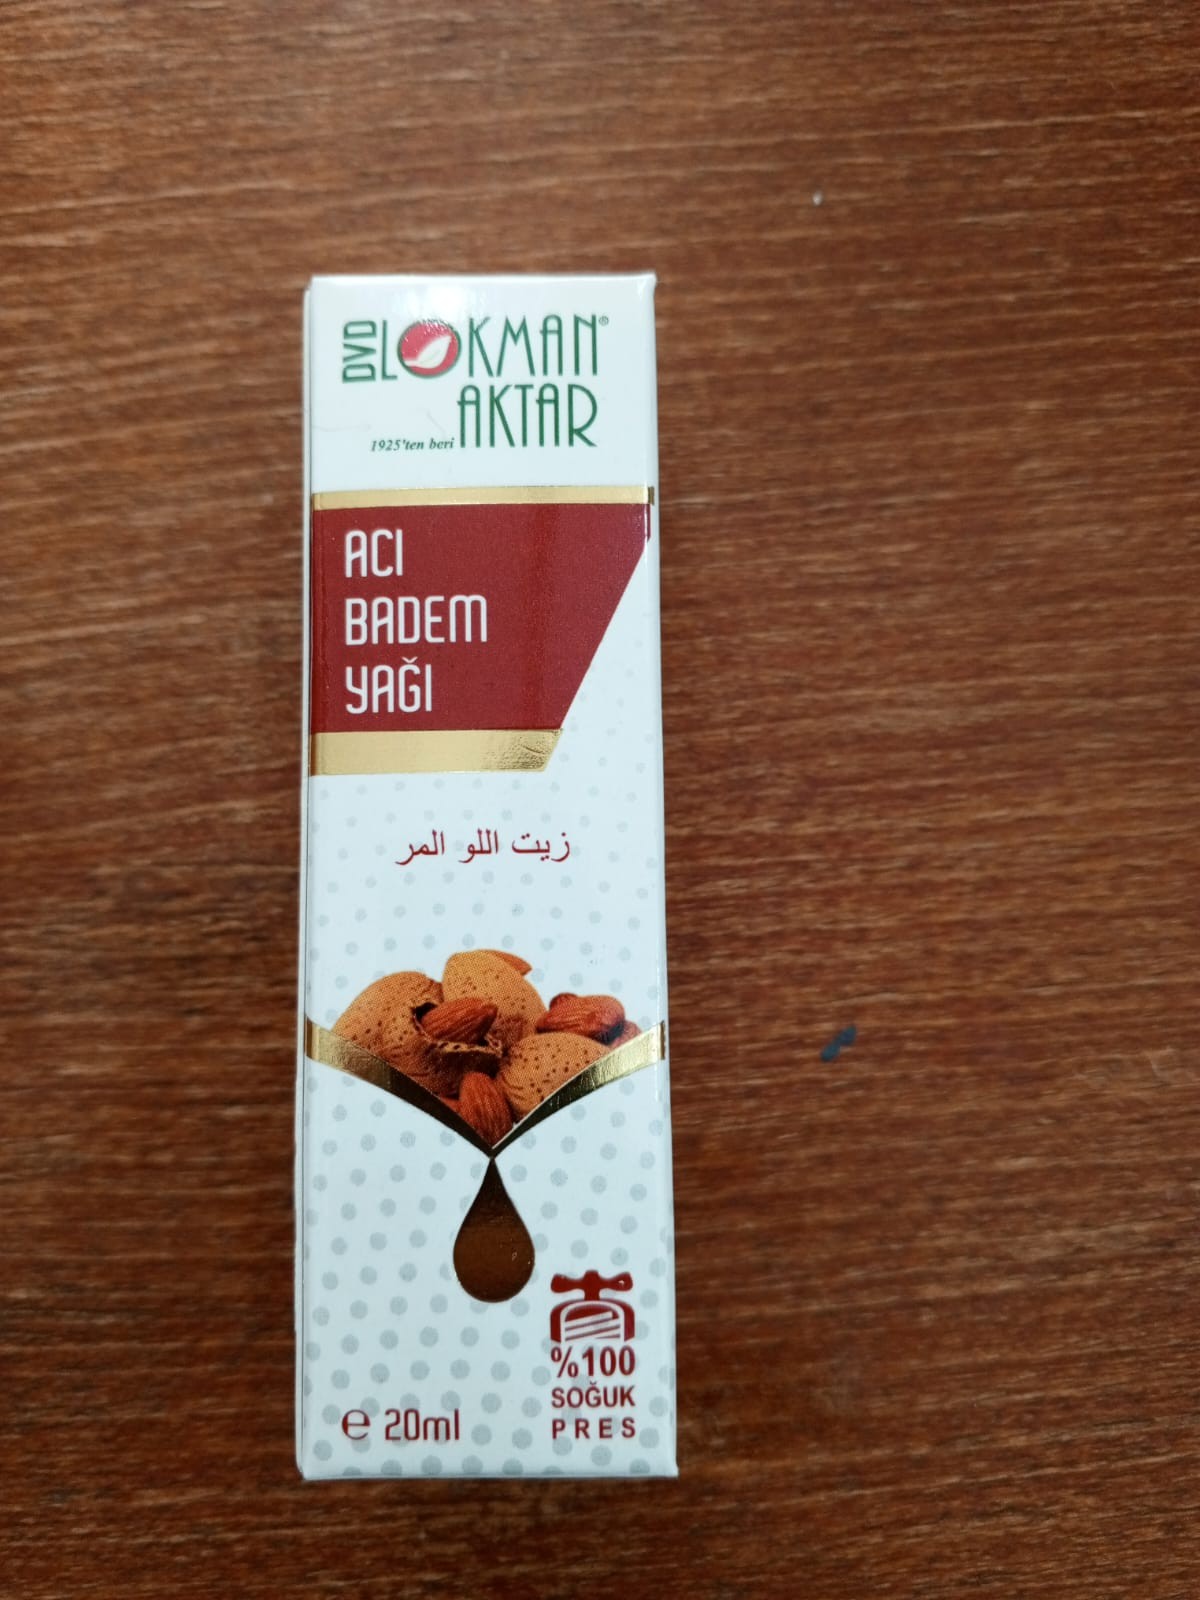 DVD LOKMAN®
AKTAR
1925'ten beri
ACI
BADEM
YAĞI
زيت اللو المر
%100
SOĞUK
PRES
e 20ml